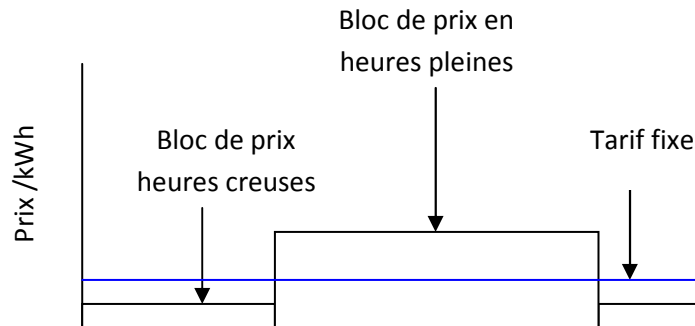 Bloc de prix en
heures pleines
Bloc de prix
heures creuses
Tarif fixe
Prix /kWh